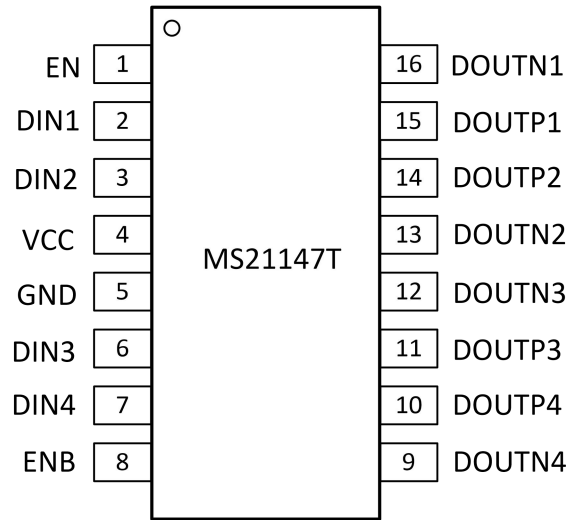 EN 1 16 DOUTN1
DIN1 2 15 DOUTP1
DIN2 3 14 DOUTP2
VCC 4 13 DOUTN2
MS21147T
GND 5 12 DOUTN3
DIN3 6 11 DOUTP3
DIN4 7 10 DOUTP4
ENB 8 9 DOUTN4